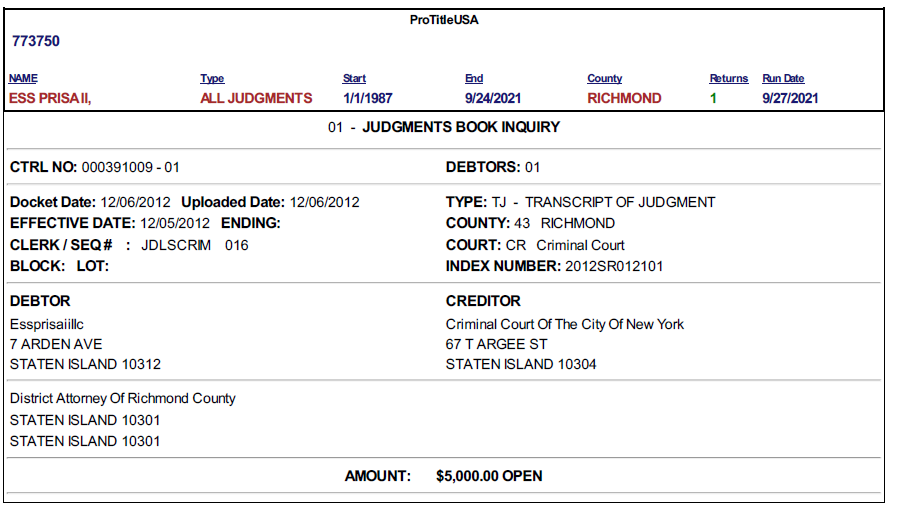 ProTitleUSA
773750
NAME Type Start End County Returns Run Date
ESS PRISAII, ALL JUDGMENTS 1/1/1987 9/24/2021 RICHMOND 1 9/27/2021
01 - JUDGMENTS BOOK INQUIRY
CTRL NO: 000391009 - 01 DEBTORS: 01
Docket Date: 12/06/2012 Uploaded Date: 12/06/2012 TYPE: TJ - TRANSCRIPT OF JUDGMENT
EFFECTIVE DATE: 12/05/2012 ENDING: COUNTY: 43 RICHMOND
CLERK / SEQ # : JDLSCRIM 016 COURT: CR Criminal Court
BLOCK: LOT: INDEX NUMBER: 2012SR012101
DEBTOR CREDITOR
Essprisaiillc Criminal Court Of The City Of New York
7 ARDEN AVE 67 T ARGEE ST
STATEN ISLAND 10312 STATEN ISLAND 10304
District Attorney Of Richmond County
STATEN ISLAND 10301
STATEN ISLAND 10301
AMOUNT: $5,000.00 OPEN